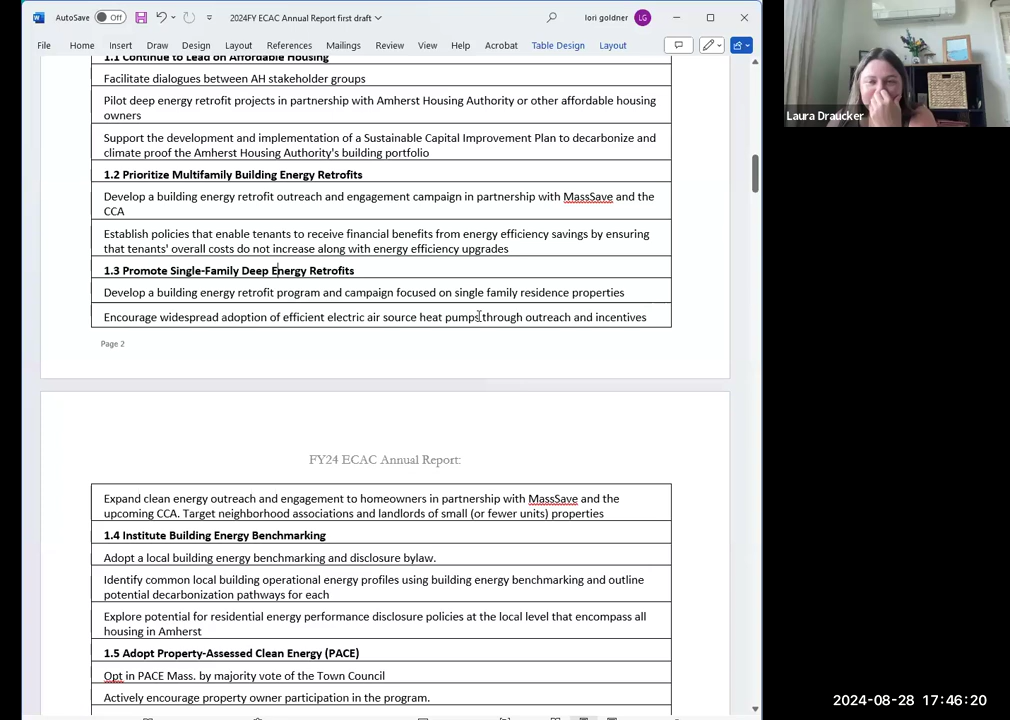 AutoSave Off 2024FY ECAC Annual Report first draft lori goldner LG
File Home Insert Draw Design Layout References Mailings Review View Help Acrobat Table Design Layout
1.1 Continue to Lead on Affordable Housing
Facilitate dialogues between AH stakeholder groups
Pilot deep energy retrofit projects in partnership with Amherst Housing Authority or other affordable housing
owners
Support the development and implementation of a Sustainable Capital Improvement Plan to decarbonize and
climate proof the Amherst Housing Authority's building portfolio
1.2 Prioritize Multifamily Building Energy Retrofits
Develop a building energy retrofit outreach and engagement campaign in partnership with MassSave and the
CCA
Establish policies that enable tenants to receive financial benefits from energy efficiency savings by ensuring
that tenants' overall costs do not increase along with energy efficiency upgrades
1.3 Promote Single-Family Deep Energy Retrofits
Develop a building energy retrofit program and campaign focused on single family residence properties
Encourage widespread adoption of efficient electric air source heat pumps through outreach and incentives
Page 2
FY24 ECAC Annual Report:
Expand clean energy outreach and engagement to homeowners in partnership with MassSave and the
upcoming CCA. Target neighborhood associations and landlords of small (or fewer units) properties
1.4 Institute Building Energy Benchmarking
Adopt a local building energy benchmarking and disclosure bylaw.
Identify common local building operational energy profiles using building energy benchmarking and outline
potential decarbonization pathways for each
Explore potential for residential energy performance disclosure policies at the local level that encompass all
housing in Amherst
1.5 Adopt Property-Assessed Clean Energy (PACE)
Opt in PACE Mass. by majority vote of the Town Council
Actively encourage property owner participation in the program.
Laura Draucker
2024-08-28 17:46:20